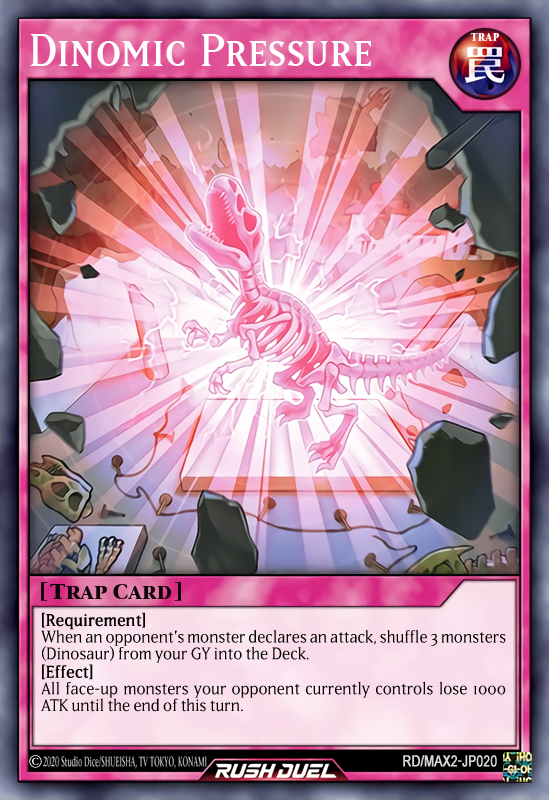 Dinomic Pressure
TRAP
罠
[Trap Card]
[Requirement]
When an opponent's monster declares an attack, shuffle 3 monsters
(Dinosaur) from your GY into the Deck.
[Effect]
All face-up monsters your opponent currently controls lose 1000
ATK until the end of this turn.
©2020 Studio Dice/SHUEISHA, TV TOKYO, KONAMI
RUSH DUEL
RD/MAX2-JP020